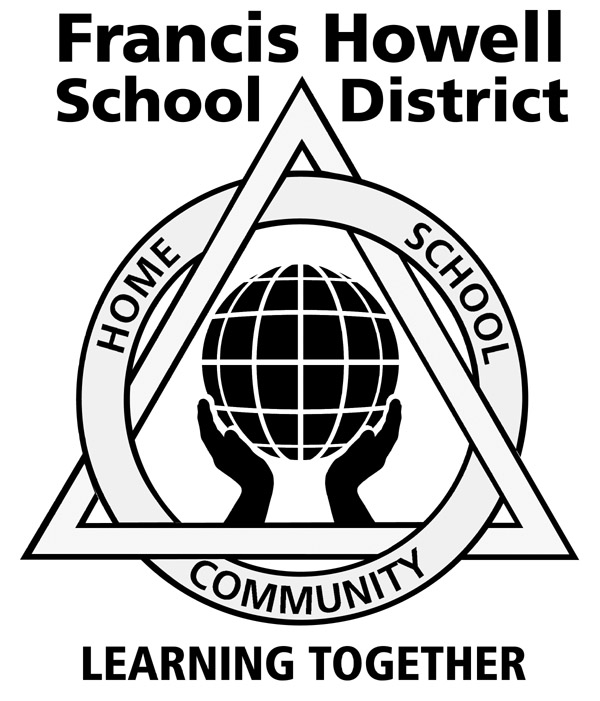 Francis Howell
School District
HOME
SCHOOL
COMMUNITY
LEARNING TOGETHER